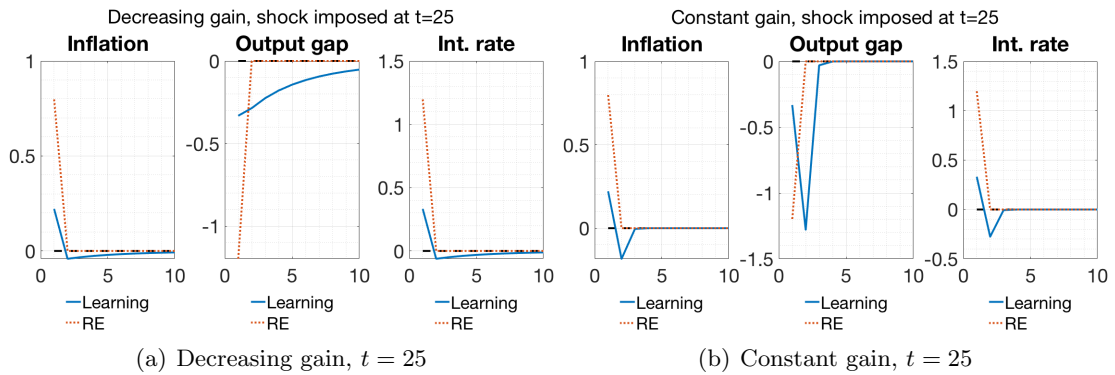 Decreasing gain, shock imposed at t=25
Inflation
Output gap
Int. rate
1
0.5
0
0
5
10
0
-0.5
-1
0
5
10
1.5
1
0.5
0
0
5
10
Learning
RE
Learning
RE
Learning
RE
(a) Decreasing gain, t = 25
Constant gain, shock imposed at t=25
Inflation
Output gap
Int. rate
1
0.5
0
0
5
10
0
-0.5
-1
-1.5
0
5
10
1.5
1
0.5
0
-0.5
0
5
10
Learning
RE
Learning
RE
Learning
RE
(b) Constant gain, t = 25